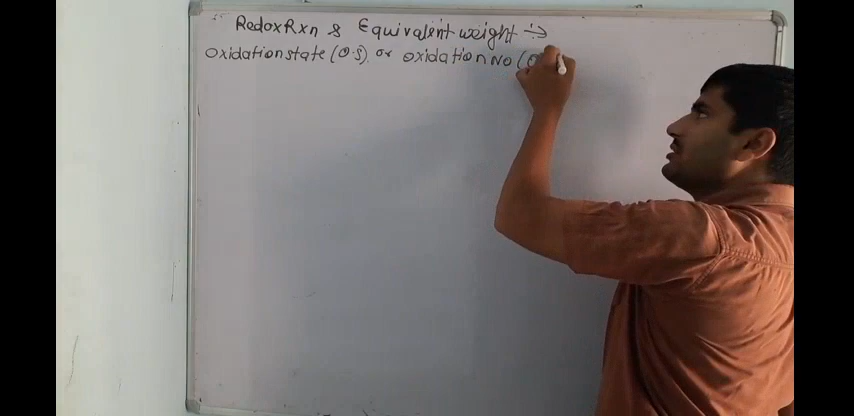 Redox Rxn & Equivalent weight ÷>
Oxidation state (O.S). or oxidation No (O